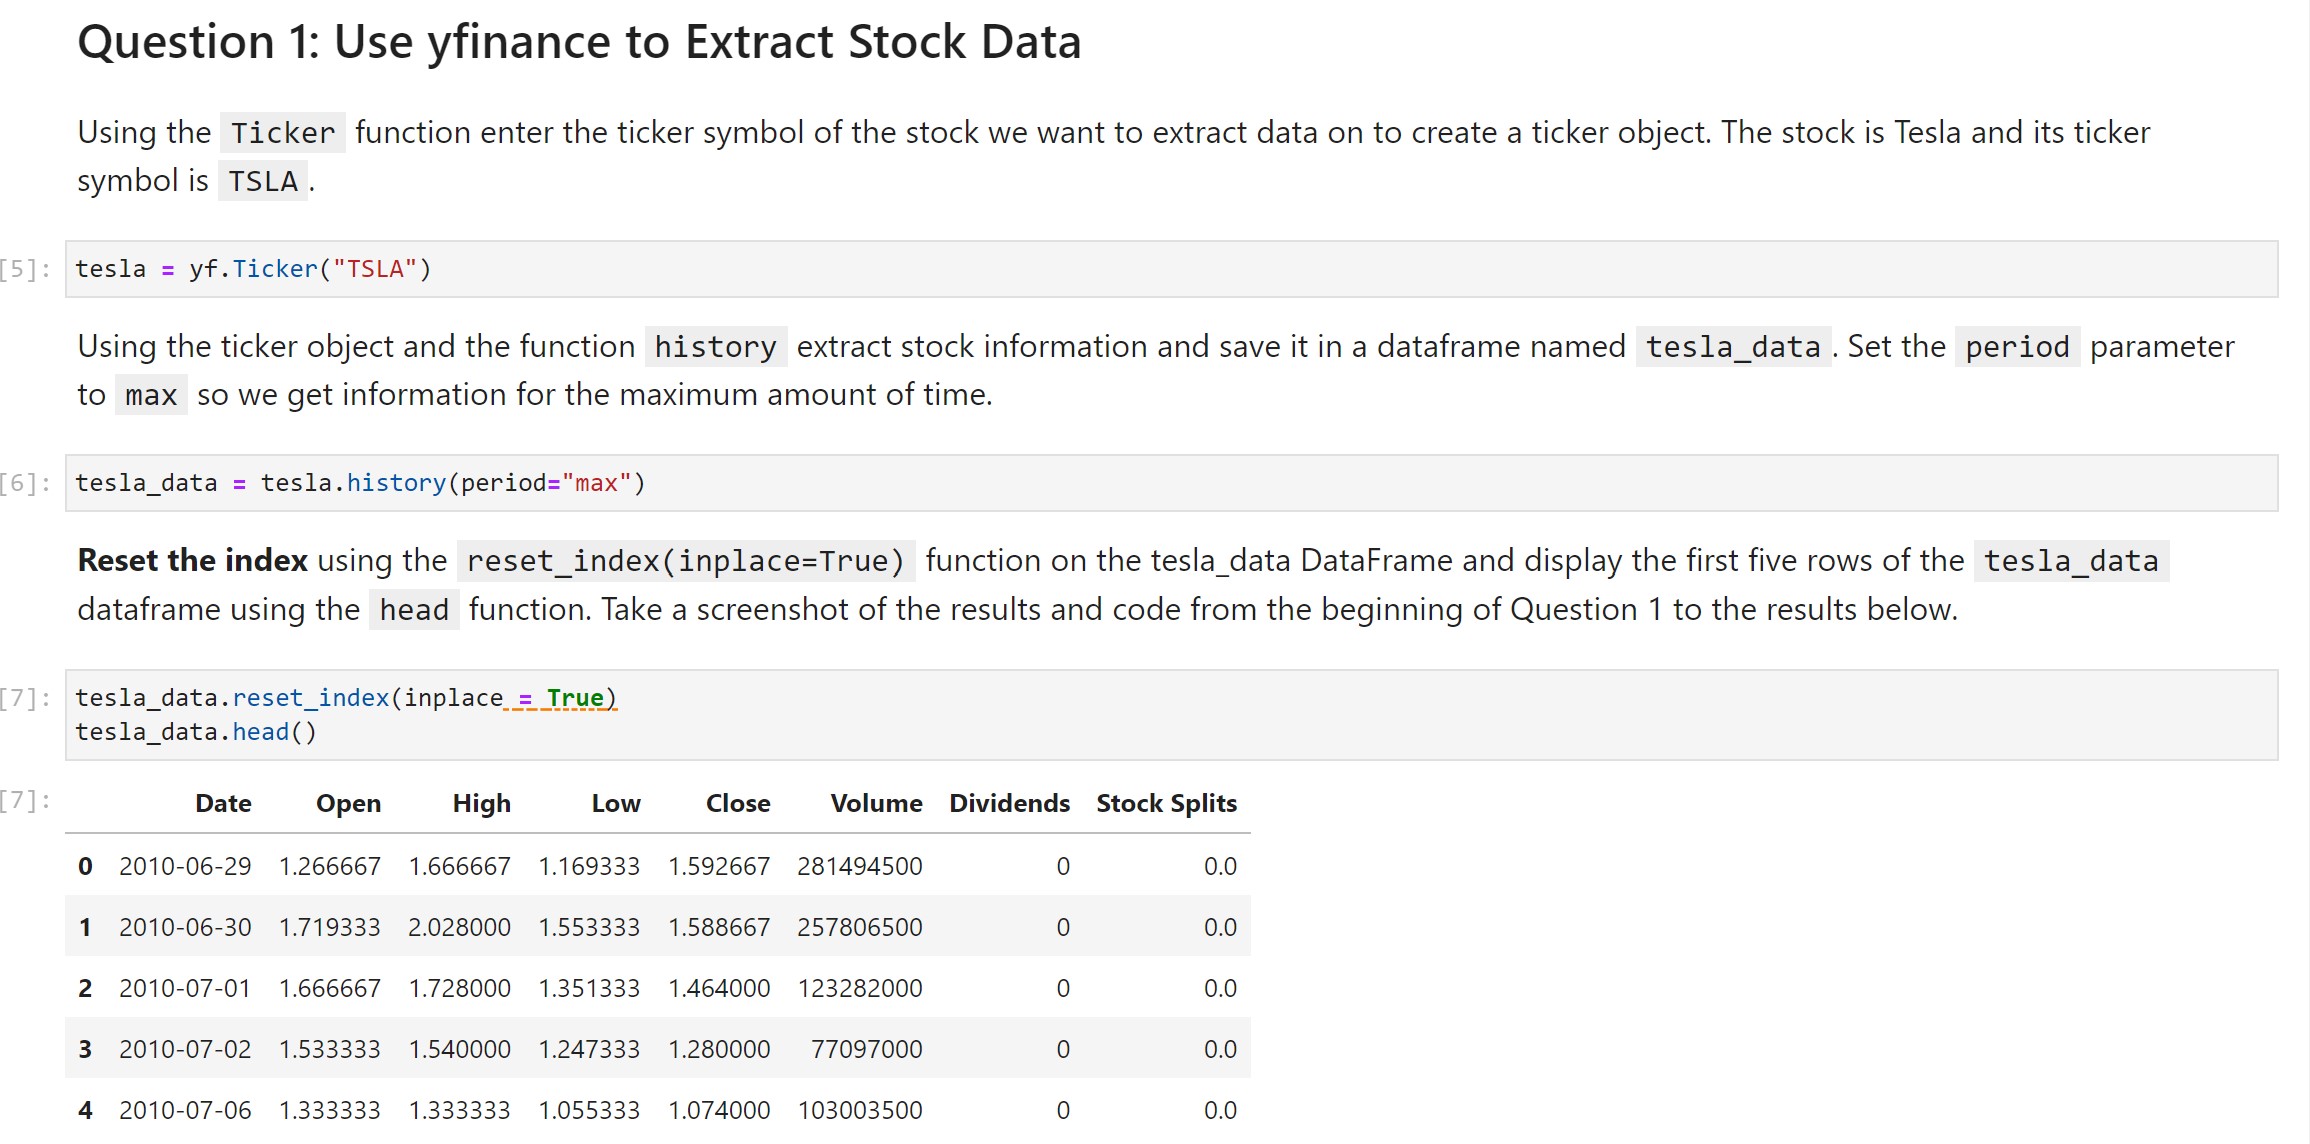 Question 1: Use yfinance to Extract Stock Data
Using the Ticker function enter the ticker symbol of the stock we want to extract data on to create a ticker object. The stock is Tesla and its ticker
symbol is TSLA .
[5]: tesla = yf.Ticker("TSLA")
Using the ticker object and the function history extract stock information and save it in a dataframe named tesla_data . Set the period parameter
to max so we get information for the maximum amount of time.
[6]: tesla_data = tesla.history(period="max")
Reset the index using the reset_index(inplace=True) function on the tesla_data DataFrame and display the first five rows of the tesla_data
dataframe using the head function. Take a screenshot of the results and code from the beginning of Question 1 to the results below.
[7]: tesla_data.reset_index(inplace = True)
tesla_data.head()
[7]: Date Open High Low Close Volume Dividends Stock Splits
0 2010-06-29 1.266667 1.666667 1.169333 1.592667 281494500 0 0.0
1 2010-06-30 1.719333 2.028000 1.553333 1.588667 257806500 0 0.0
2 2010-07-01 1.666667 1.728000 1.351333 1.464000 123282000 0 0.0
3 2010-07-02 1.533333 1.540000 1.247333 1.280000 77097000 0 0.0
4 2010-07-06 1.333333 1.333333 1.055333 1.074000 103003500 0 0.0